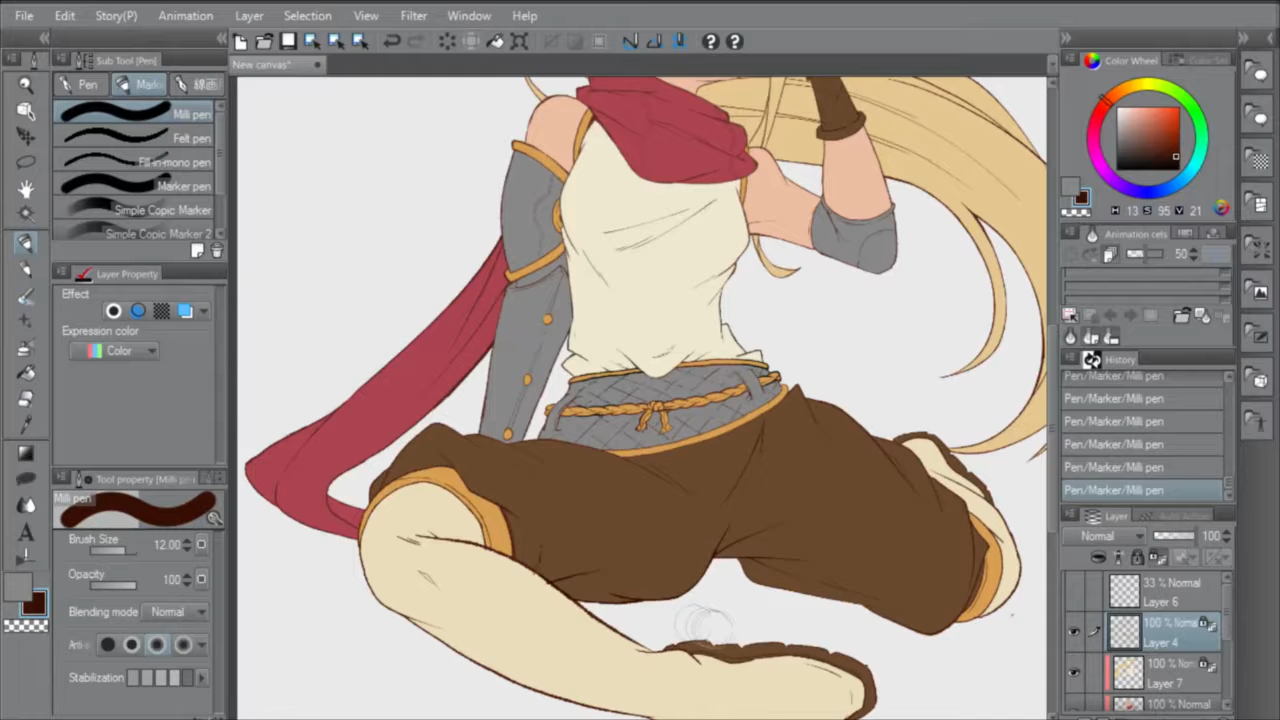 File Edit Story(P) Animation Layer Selection View Filter Window Help
Sub Tool [Pen]
Pen
Milli pen
Felt pen
Fill-in-mono pen
Marker pen
Simple Copic Marker
Simple Copic Marker 2
Layer Property
Effect
Expression color
Color
Tool property [Milli pen]
Milli pen
Brush Size 12.00
Opacity 100
Blending mode Normal
Anti-a
Stabilization
New canvas*
Color Wheel
H 13 S 95 V 21
Animation cels
50
History
Pen/Marker/Milli pen
Pen/Marker/Milli pen
Pen/Marker/Milli pen
Pen/Marker/Milli pen
Pen/Marker/Milli pen
Pen/Marker/Milli pen
Layer Auto Action
Normal 100
33 % Normal
Layer 6
100 % Norma
Layer 4
100 % Norm
Layer 7
100 % Normal